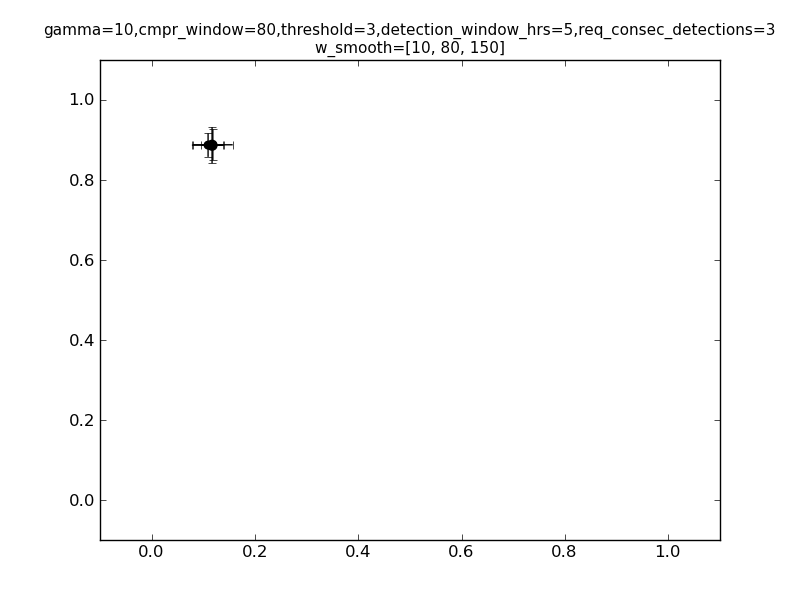 gamma=10,cmpr_window=80,threshold=3,detection_window_hrs=5,req_consec_detections=3
w_smooth=[10, 80, 150]
1.0
0.8
0.6
0.4
0.2
0.0
0.0 0.2 0.4 0.6 0.8 1.0